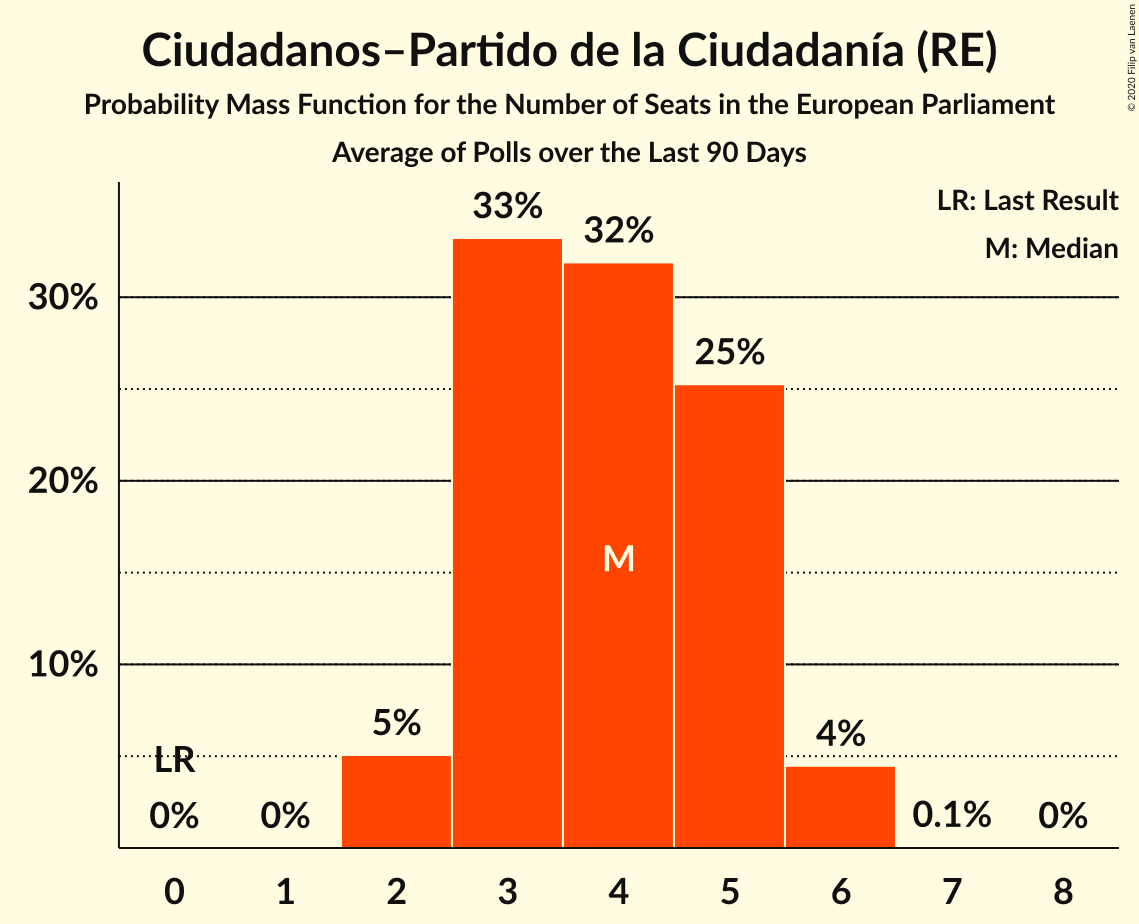 Ciudadanos–Partido de la Ciudadanía (RE)
Probability Mass Function for the Number of Seats in the European Parliament
Average of Polls over the Last 90 Days
© 2020 Filip van Laenen
LR: Last Result
M: Median
33%
32%
30%
25%
20%
M
10%
5%
4%
LR
0%
0%
0.1%
0%
0 1 2 3 4 5 6 7 8